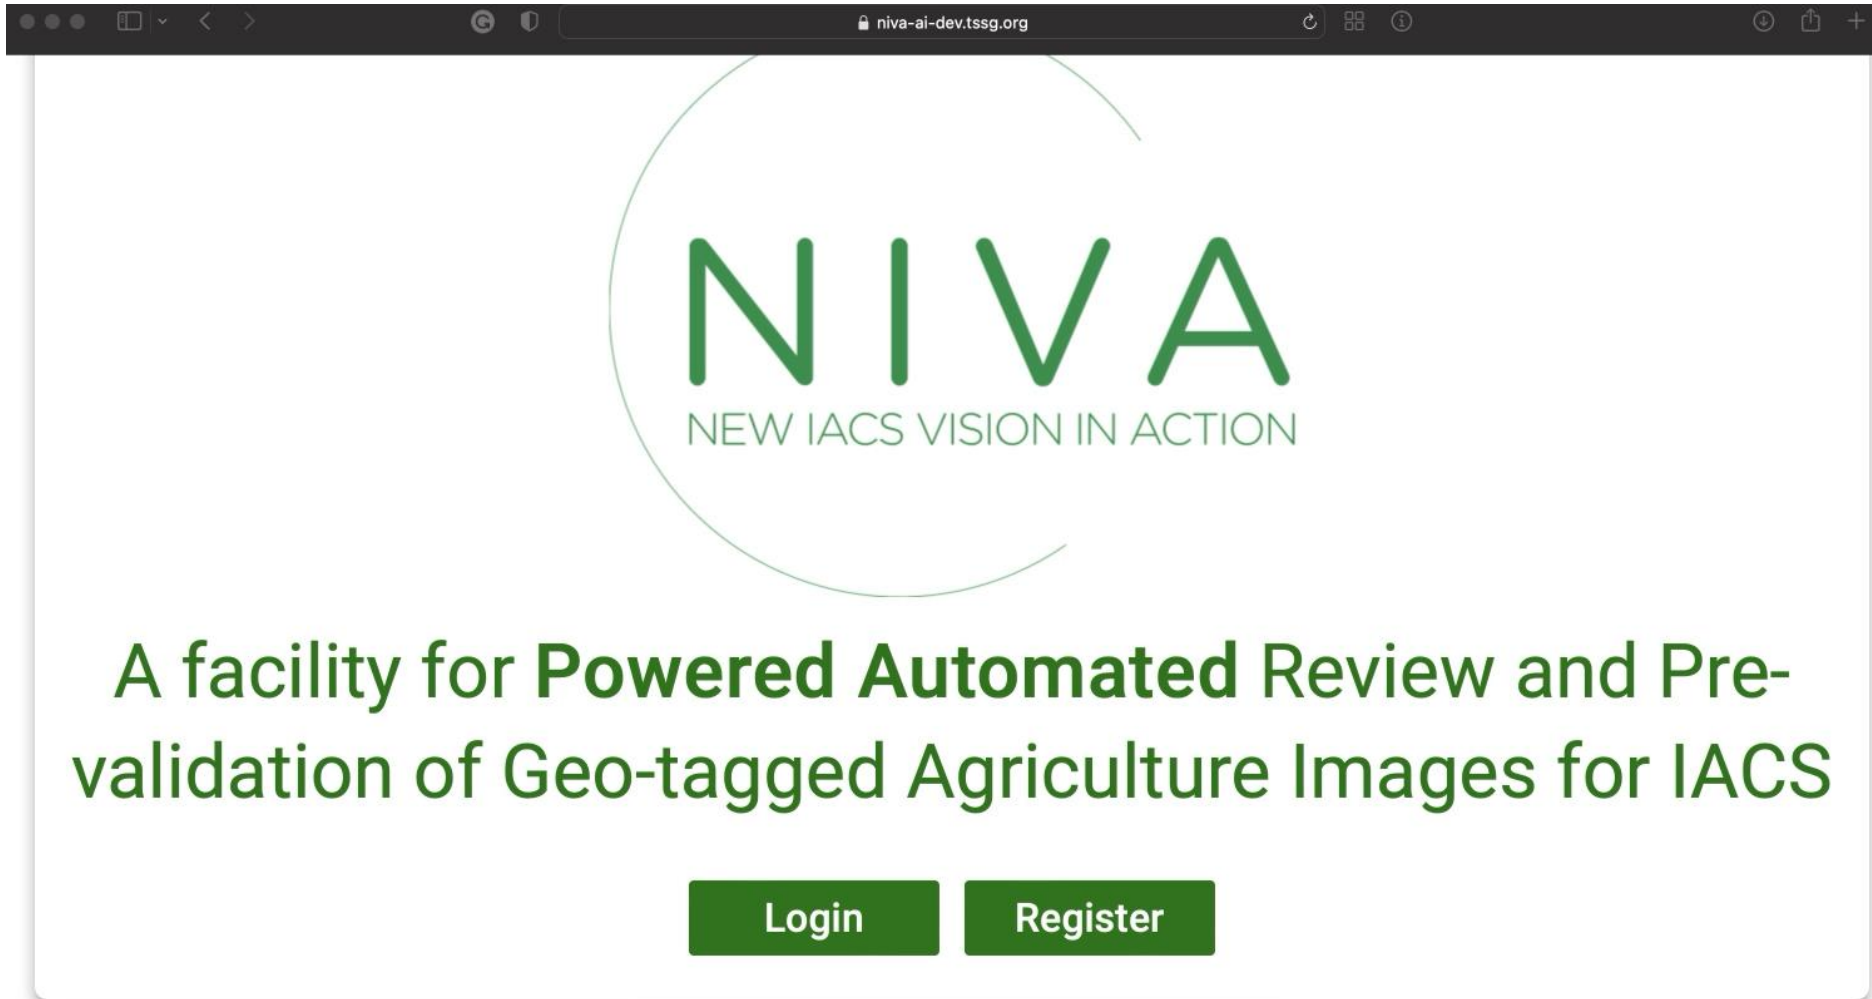 niva-ai-dev.tssg.org
NIVA
NEW IACS VISION IN ACTION
A facility for Powered Automated Review and Pre-
validation of Geo-tagged Agriculture Images for IACS
Login Register